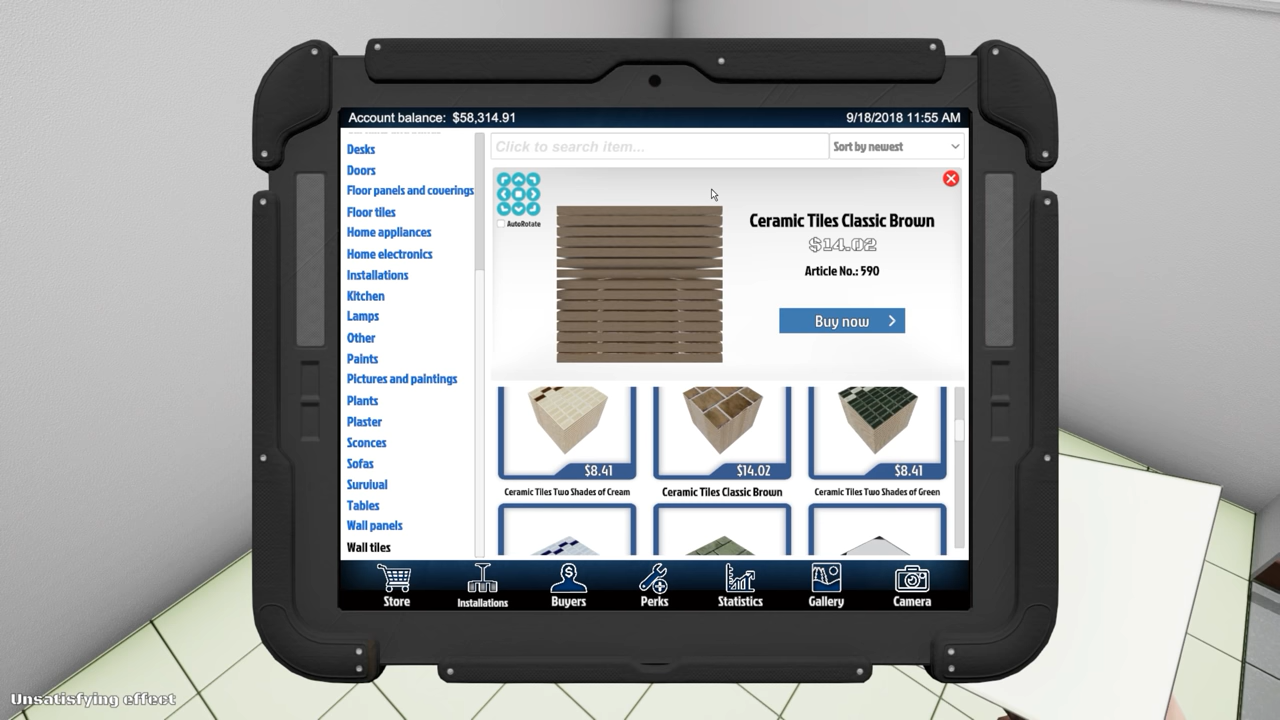 Account balance: $58,314.91
9/18/2018 11:55 AM
Desks
Doors
Floor panels and coverings
Floor tiles
Home appliances
Home electronics
Installations
Kitchen
Lamps
Other
Paints
Pictures and paintings
Plants
Plaster
Sconces
Sofas
Survival
Tables
Wall panels
Wall tiles
Click to search item...
Sort by newest
AutoRotate
Ceramic Tiles Classic Brown
$14.02
Article No.: 590
Buy now
$8.41
$14.02
$8.41
Ceramic Tiles Two Shades of Cream
Ceramic Tiles Classic Brown
Ceramic Tiles Two Shades of Green
Store
Installations
Buyers
Perks
Statistics
Gallery
Camera
Unsatisfying effect